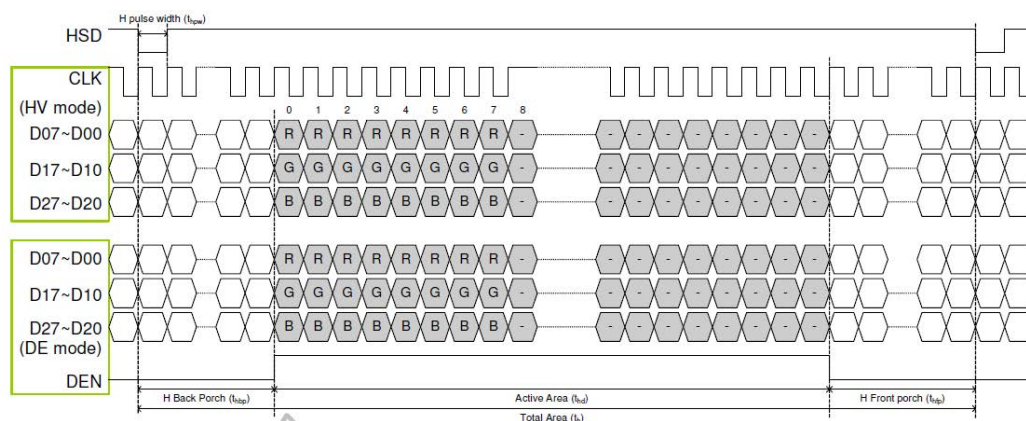 H pulse width (thpw)
HSD
CLK
(HV mode)
0 1 2 3 4 5 6 7 8
D07~D00 R R R R R R R R - - - - - - - - -
D17~D10 G G G G G G G G - - - - - - - - -
D27~D20 B B B B B B B B - - - - - - - - -
D07~D00 R R R R R R R R - - - - - - - - -
D17~D10 G G G G G G G G - - - - - - - - -
D27~D20 B B B B B B B B - - - - - - - - -
(DE mode)
DEN
H Back Porch (thbp) Active Area (thd) H Front porch (thfp)
Total Area (th)